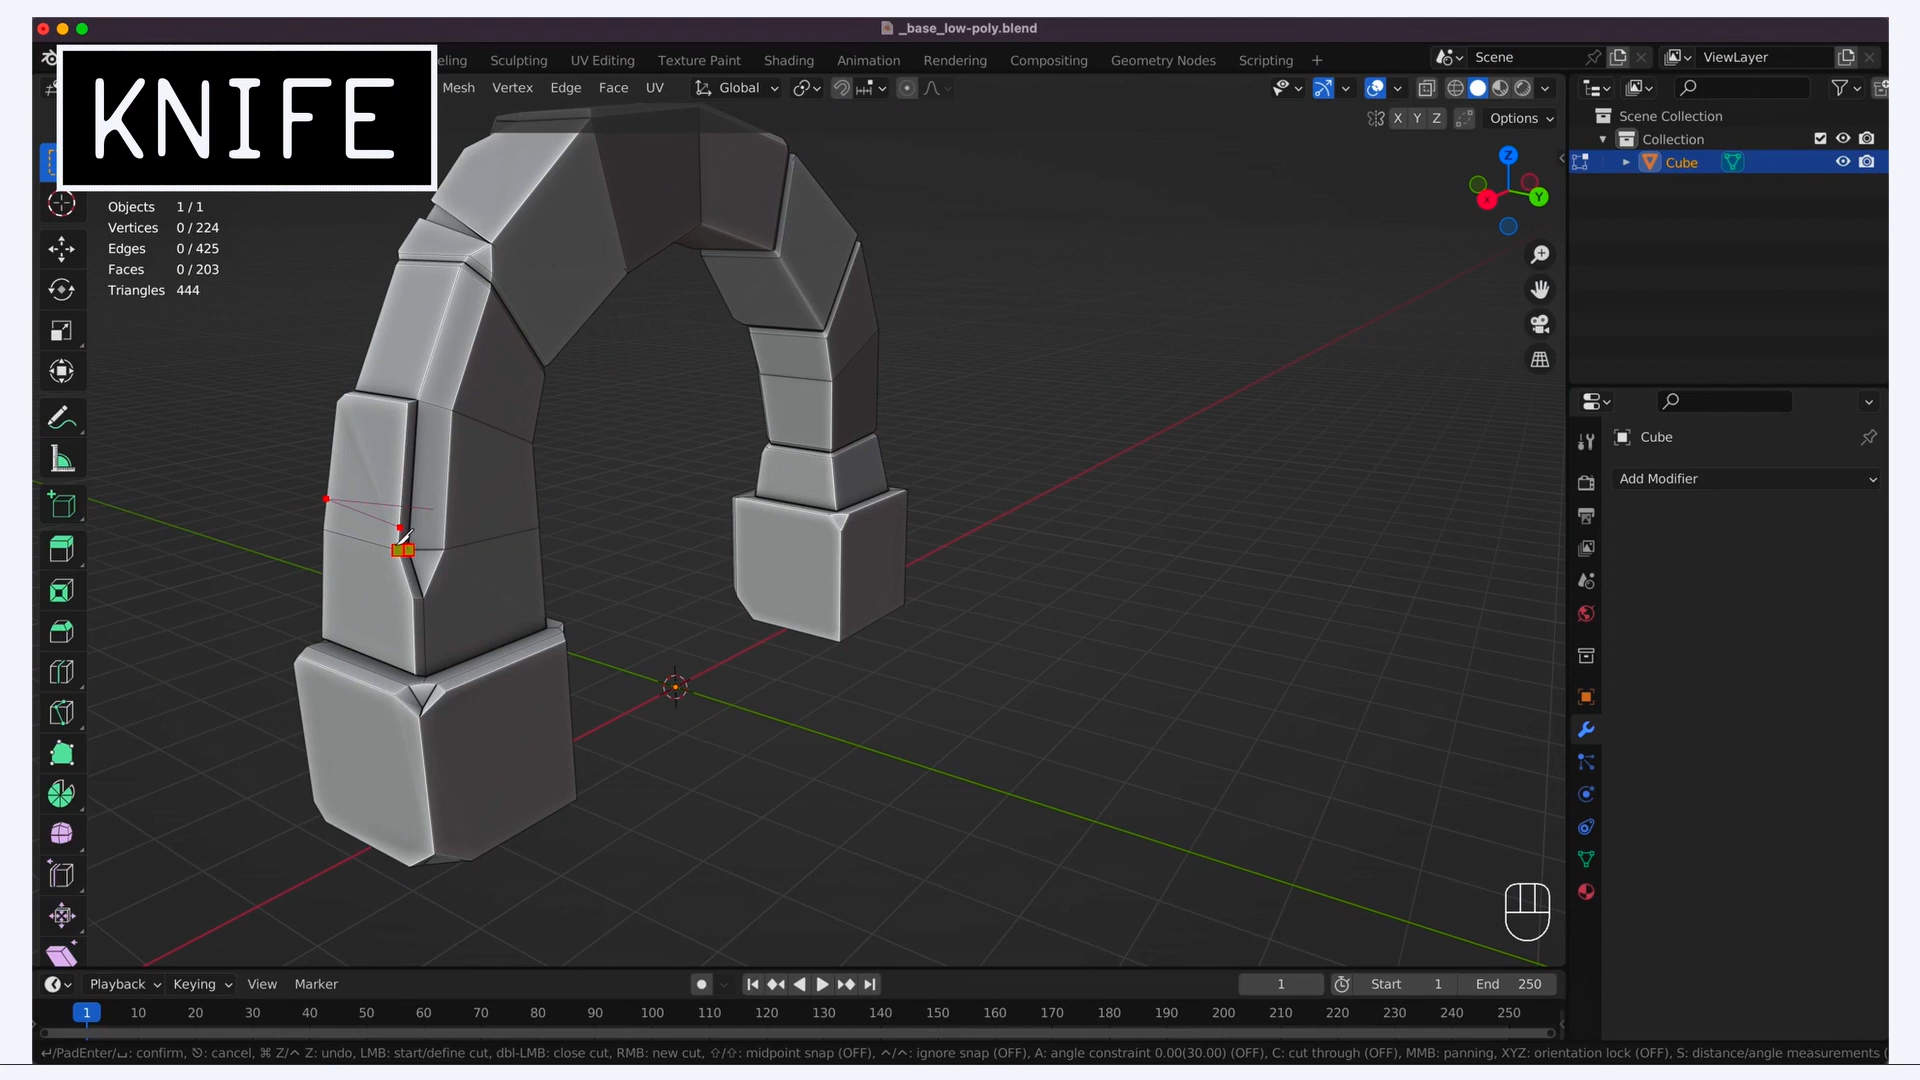 _base_low-poly.blend
KNIFE
eling Sculpting UV Editing Texture Paint Shading Animation Rendering Compositing Geometry Nodes Scripting + Scene ViewLayer
Mesh Vertex Edge Face UV Global
X Y Z Options
Scene Collection
Collection
Cube
Z
X
Y
Objects 1 / 1
Vertices 0 / 224
Edges 0 / 425
Faces 0 / 203
Triangles 444
Cube
Add Modifier
Playback Keying View Marker 1 Start 1 End 250
1 10 20 30 40 50 60 70 80 90 100 110 120 130 140 150 160 170 180 190 200 210 220 230 240 250
↵/PadEnter/␣: confirm, ⎋: cancel, ⌘ Z/^ Z: undo, LMB: start/define cut, dbl-LMB: close cut, RMB: new cut, ⇧/⇧: midpoint snap (OFF), ^/^: ignore snap (OFF), A: angle constraint 0.00(30.00) (OFF), C: cut through (OFF), MMB: panning, XYZ: orientation lock (OFF), S: distance/angle measurements (